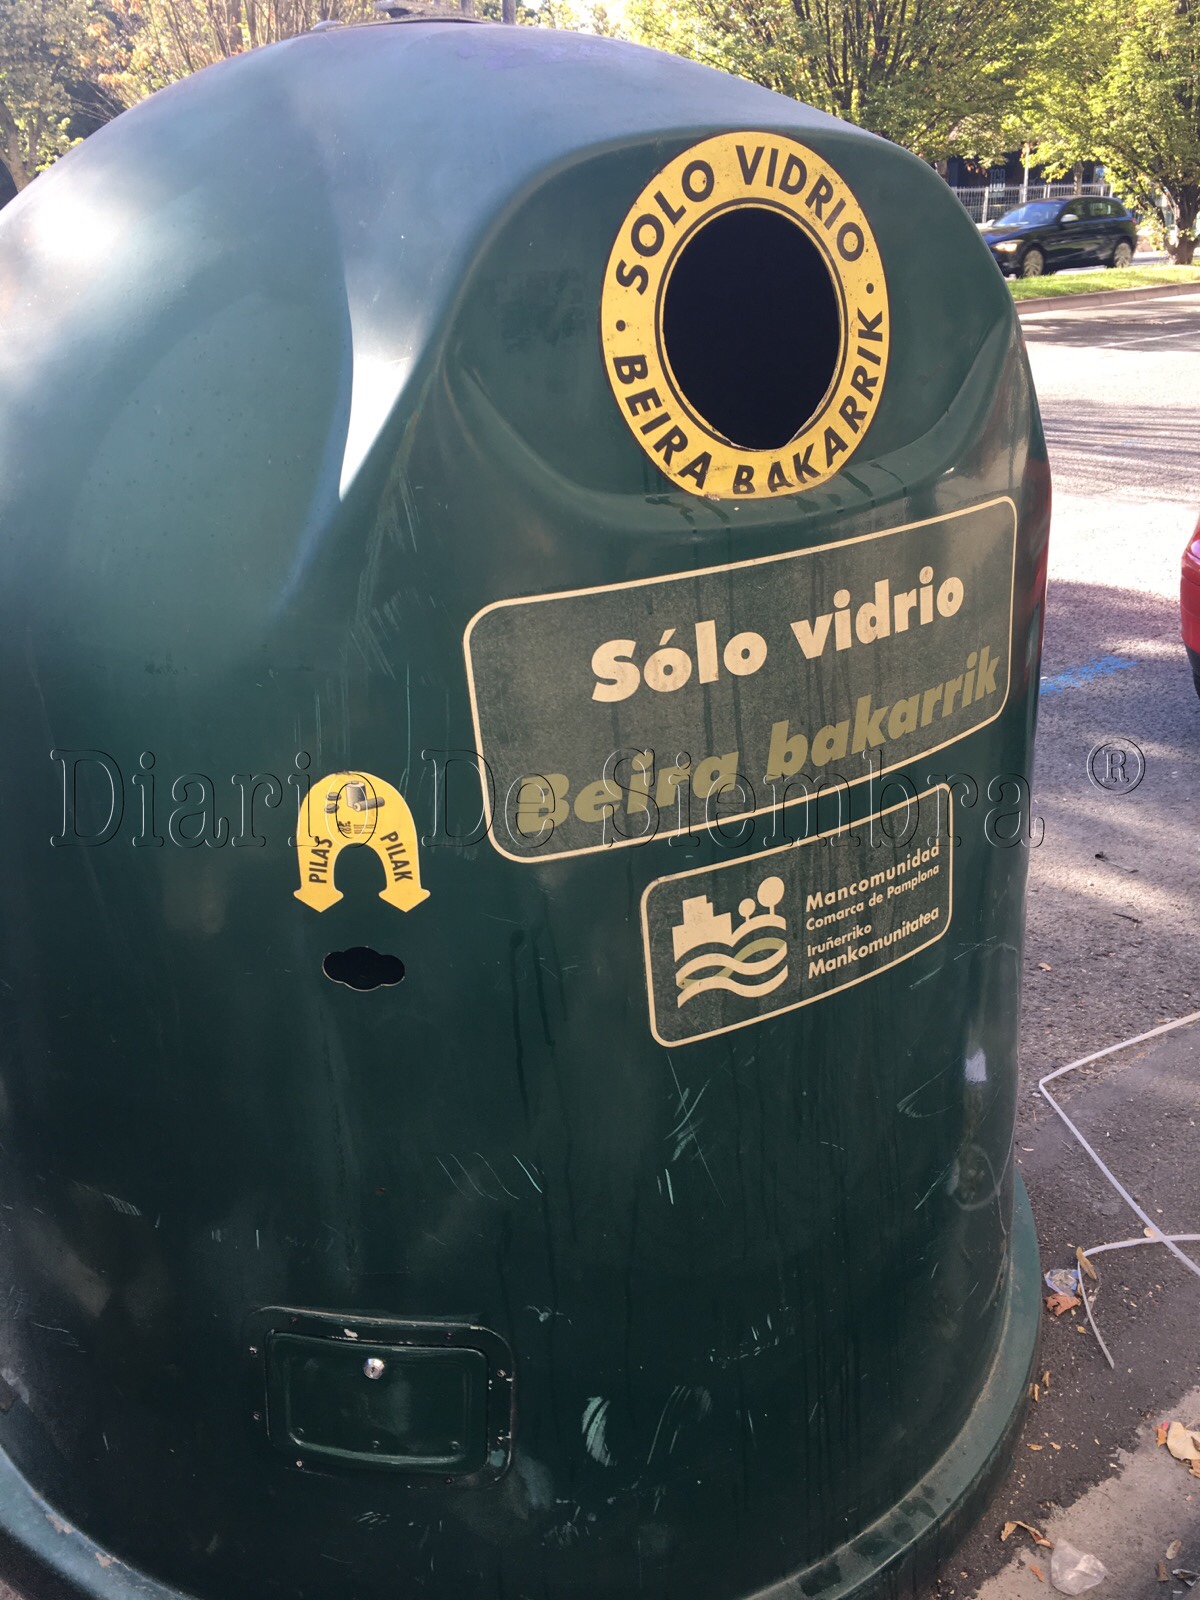 SOLO VIDRIO
· BEIRA BAKARRIK ·
Sólo vidrio
Beira bakarrik
Diario De Siembra ®
PILAS PILAK
Mancomunidad
Comarca de Pamplona
Iruñerriko
Mankomunitatea